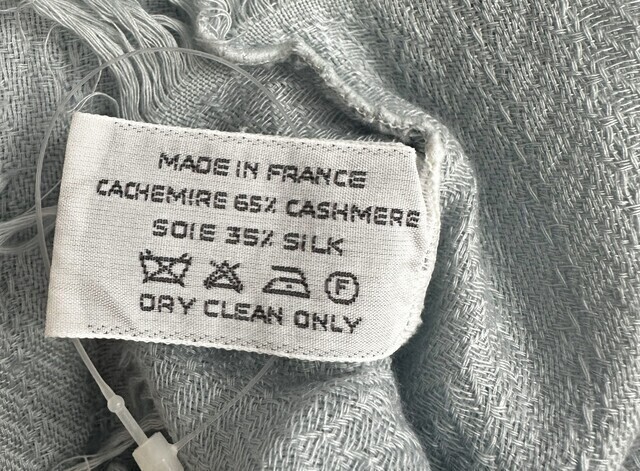 MADE IN FRANCE
CACHEMIRE 65% CASHMERE
SOIE 35% SILK
F
DRY CLEAN ONLY